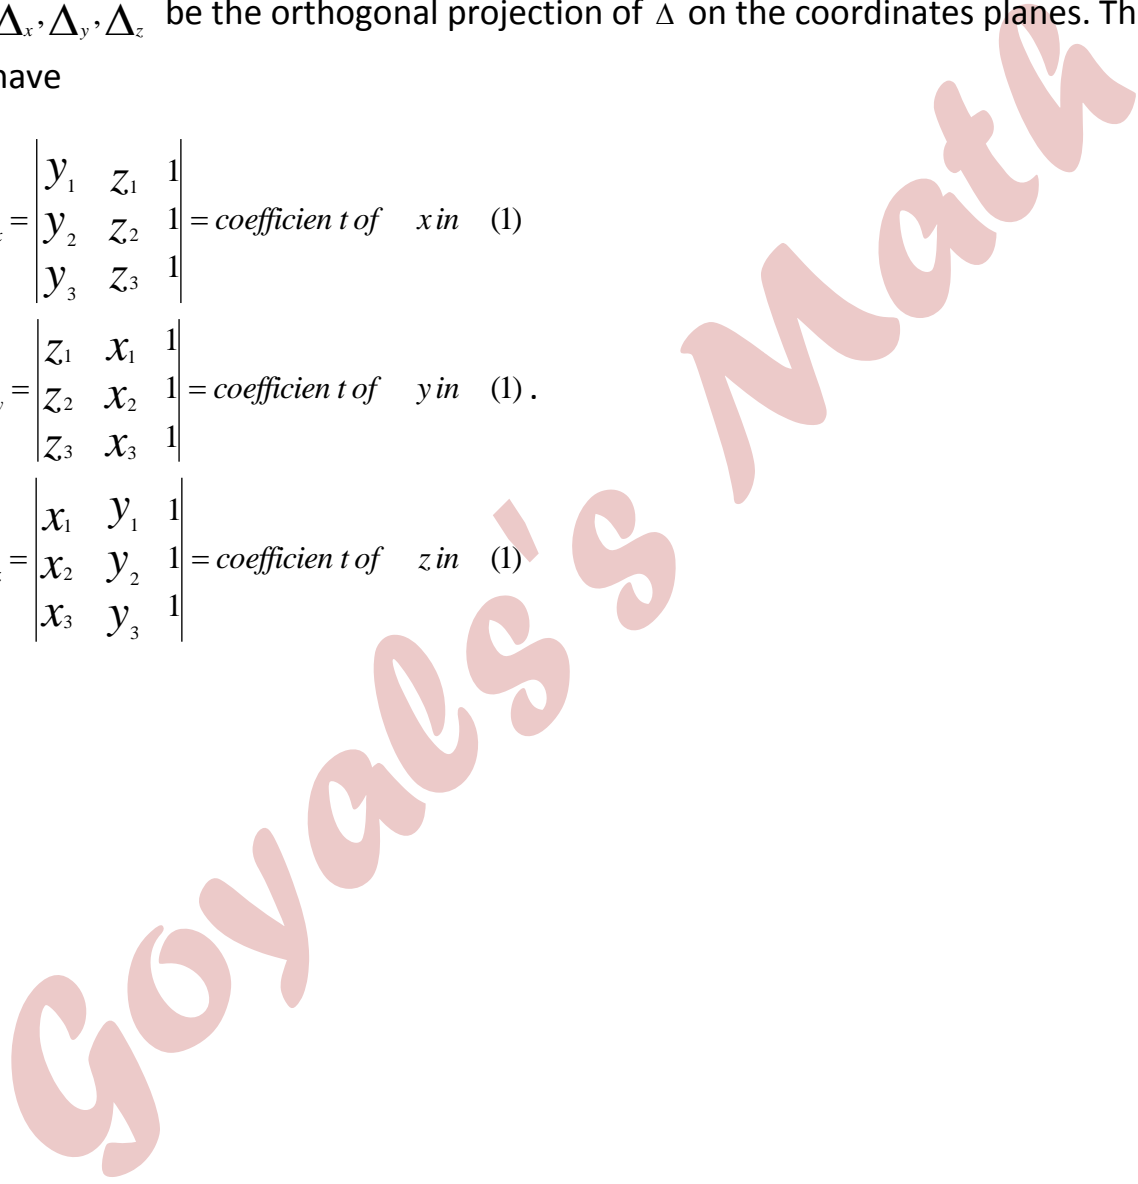 Δx, Δy, Δz be the orthogonal projection of Δ on the coordinates planes. Th
have
= | y1 z1 1 |
| y2 z2 1 | = coefficien t of x in (1)
| y3 z3 1 |
= | z1 x1 1 |
| z2 x2 1 | = coefficien t of y in (1) .
| z3 x3 1 |
= | x1 y1 1 |
| x2 y2 1 | = coefficien t of z in (1)
| x3 y3 1 |
Goyals's Math